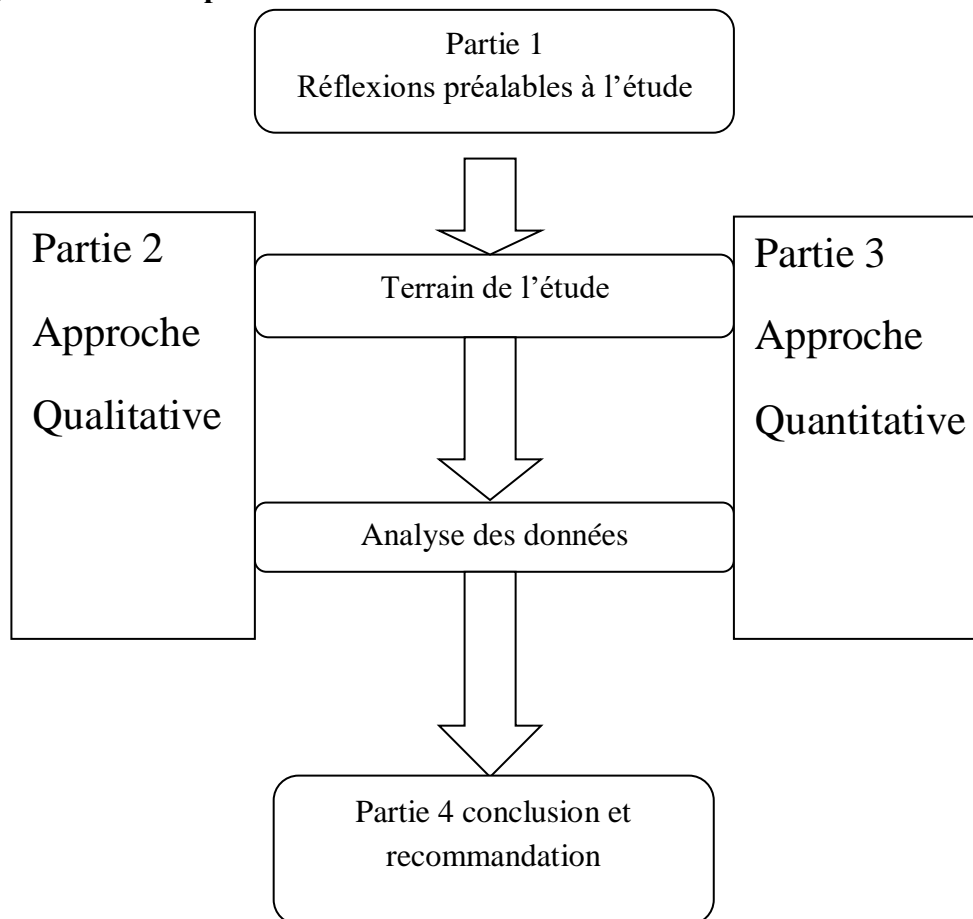 Partie 1
Réflexions préalables à l’étude
Partie 2
Approche
Qualitative
Terrain de l’étude
Partie 3
Approche
Quantitative
Analyse des données
Partie 4 conclusion et
recommandation